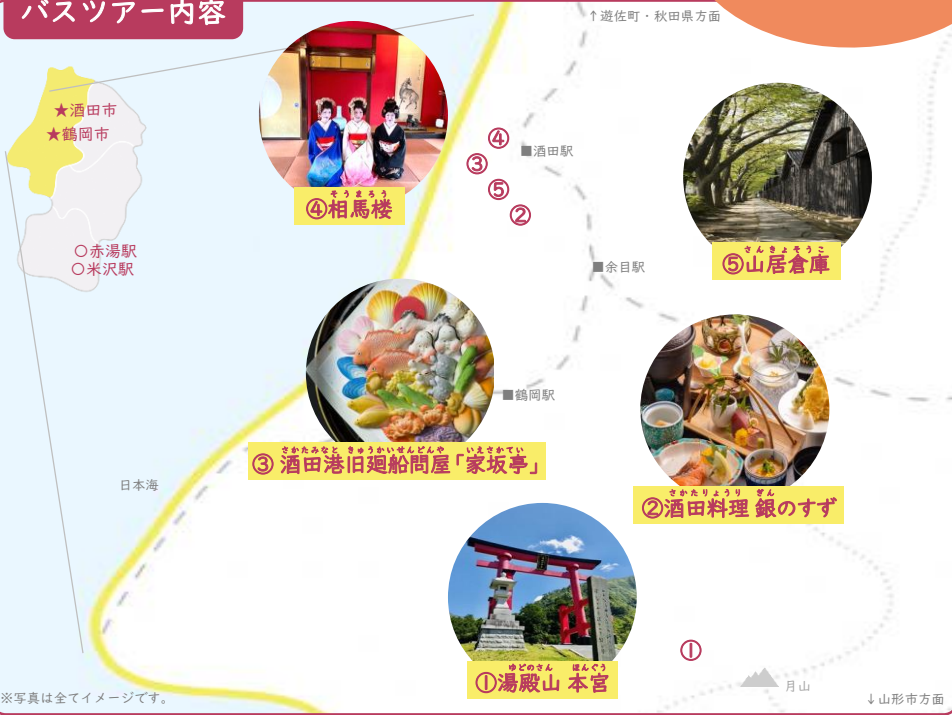 バスツアー内容
↑遊佐町・秋田県方面
★酒田市
★鶴岡市
○赤湯駅
○米沢駅
④
③
⑤
②
■酒田駅
そうまろう
④相馬楼
さんきょそうこ
⑤山居倉庫
■余目駅
■鶴岡駅
さかたみなと きゅうかいせんどんや いえさかてい
③ 酒田港旧廻船問屋「家坂亭」
日本海
さかたりょうり ぎん
②酒田料理 銀のすず
ゆどのさん ほんぐう
①湯殿山 本宮
①
月山
※写真は全てイメージです。
↓山形市方面